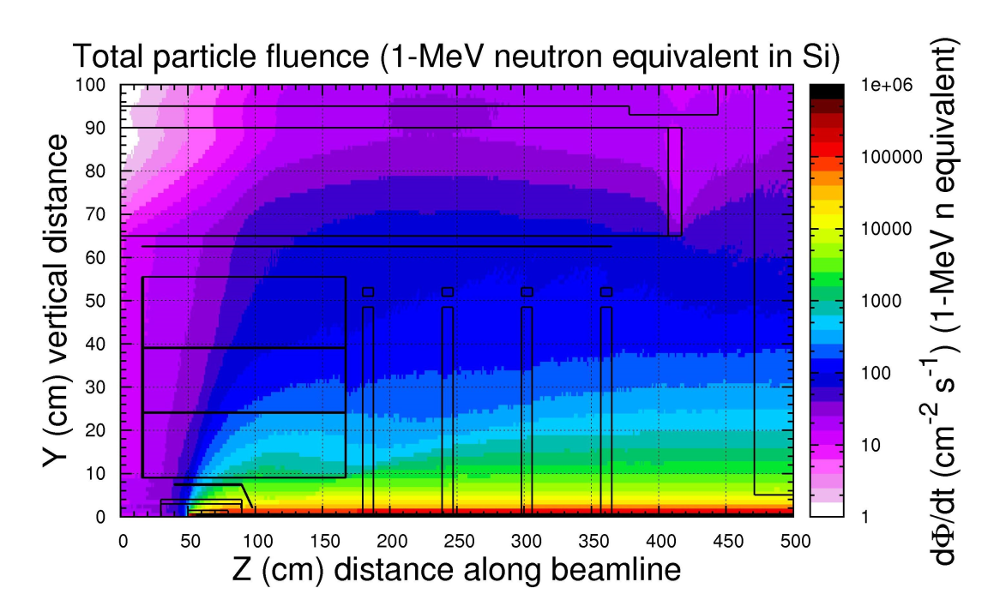 Total particle fluence (1-MeV neutron equivalent in Si)
100
90
80
70
60
50
40
30
20
10
0
Y (cm) vertical distance
0 50 100 150 200 250 300 350 400 450 500
Z (cm) distance along beamline
1e+06
100000
10000
1000
100
10
1
dΦ/dt (cm-2 s-1) (1-MeV n equivalent)